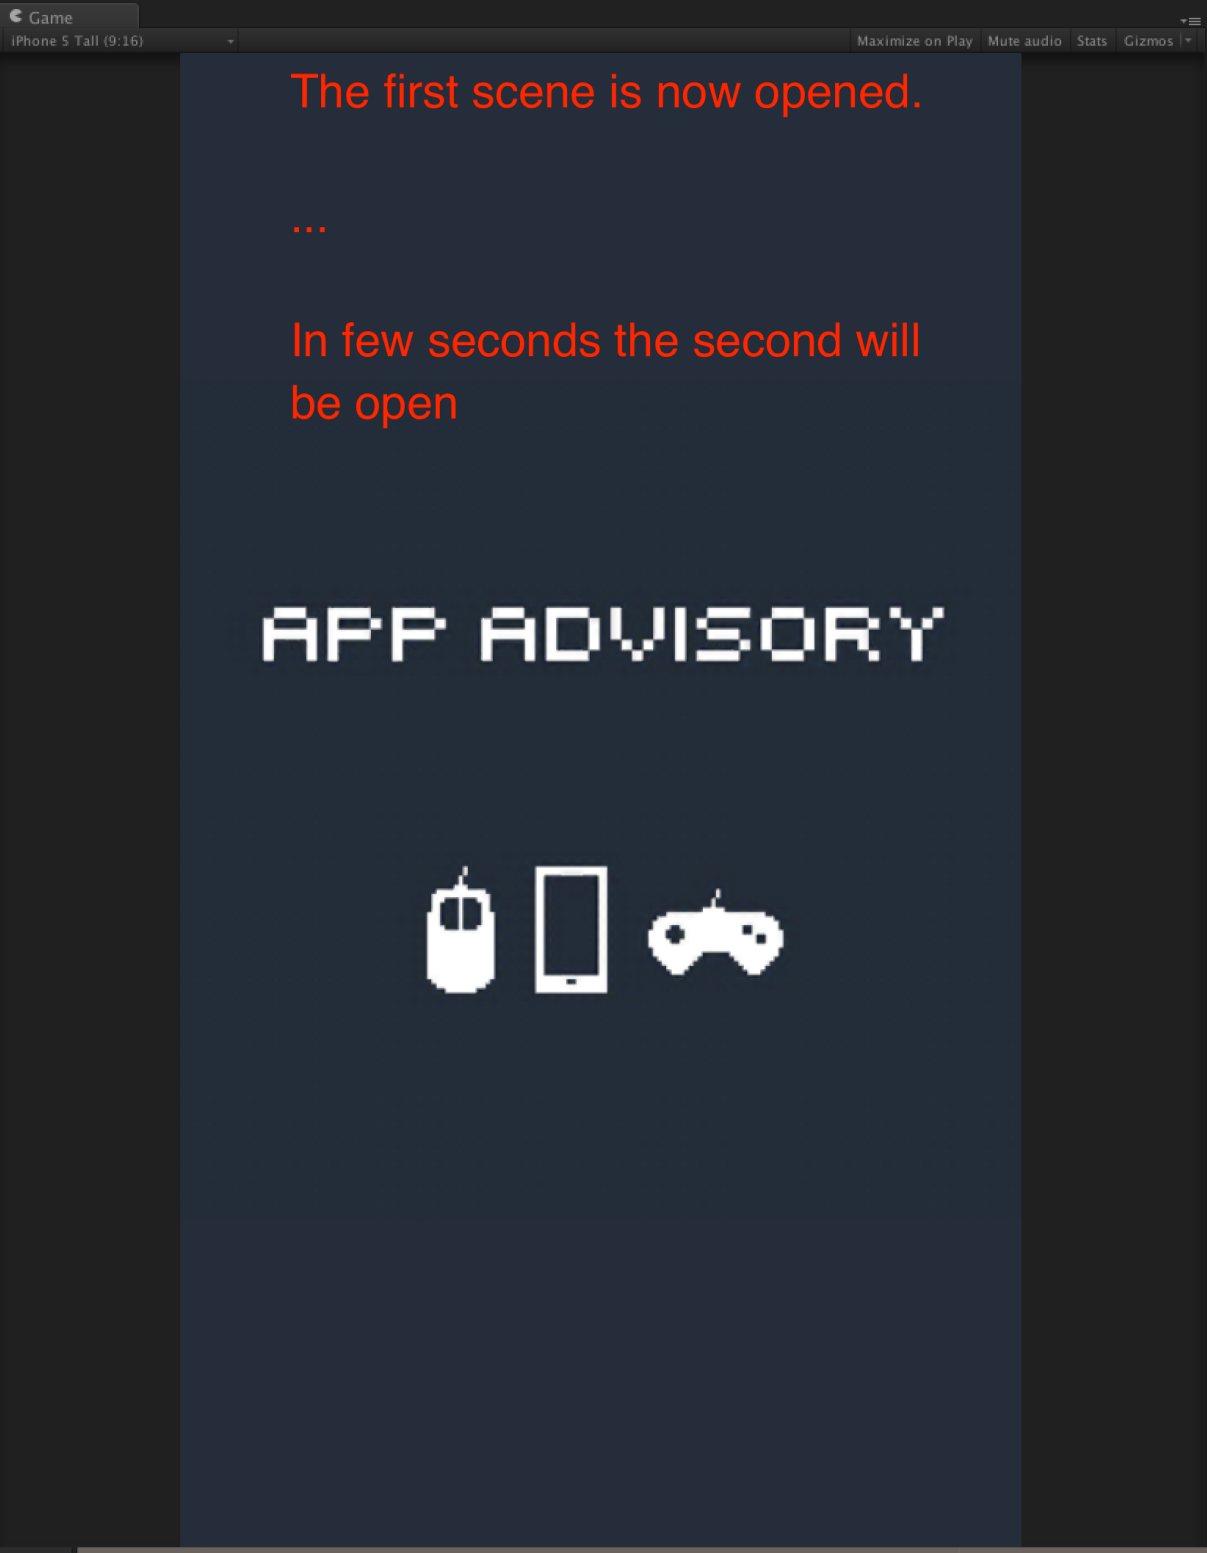 Game
iPhone 5 Tall (9:16)
Maximize on Play Mute audio Stats Gizmos
The first scene is now opened.
...
In few seconds the second will
be open
APP ADVISORY